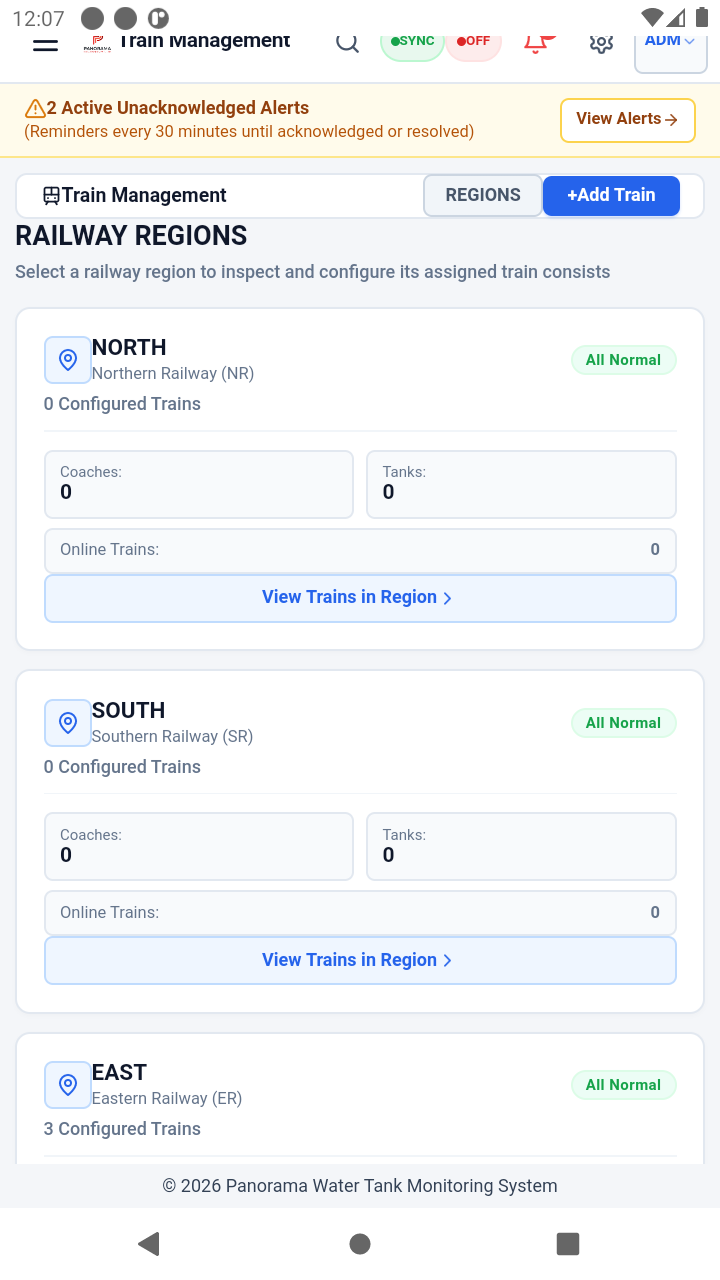 12:07
PANORAMA
Train Management
SYNC
OFF
ADM
2 Active Unacknowledged Alerts
(Reminders every 30 minutes until acknowledged or resolved)
View Alerts
Train Management
REGIONS
+Add Train
RAILWAY REGIONS
Select a railway region to inspect and configure its assigned train consists
NORTH
Northern Railway (NR)
All Normal
0 Configured Trains
Coaches:
0
Tanks:
0
Online Trains: 0
View Trains in Region
SOUTH
Southern Railway (SR)
All Normal
0 Configured Trains
Coaches:
0
Tanks:
0
Online Trains: 0
View Trains in Region
EAST
Eastern Railway (ER)
All Normal
3 Configured Trains
© 2026 Panorama Water Tank Monitoring System